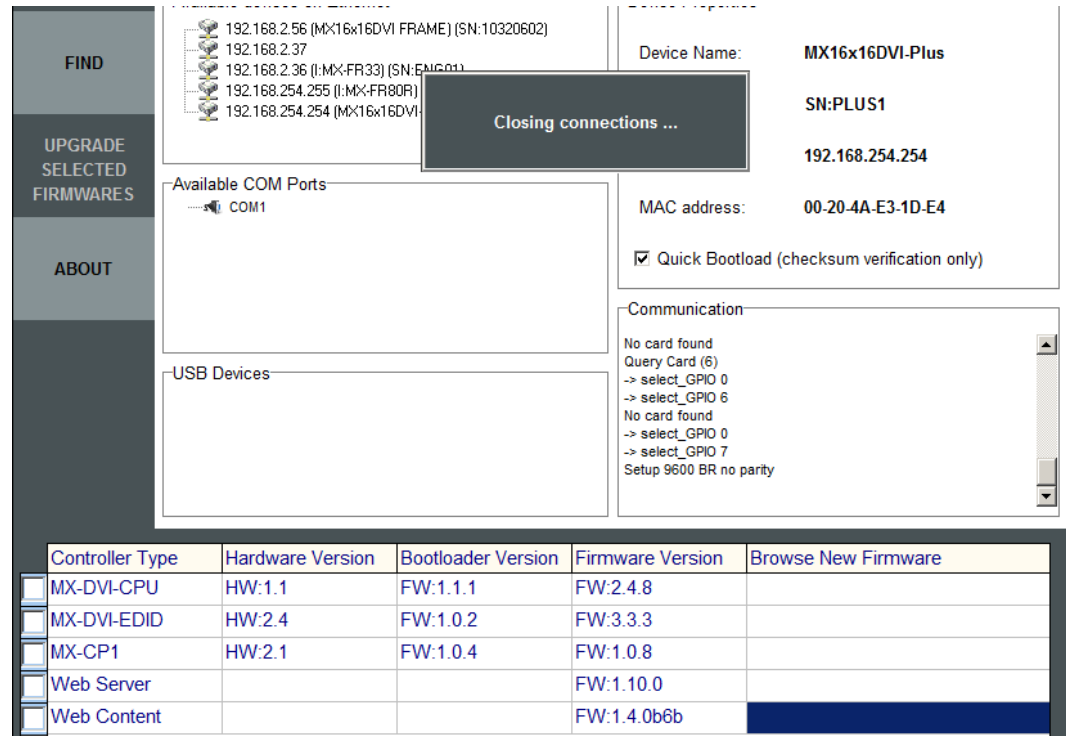 FIND
UPGRADE
SELECTED
FIRMWARES
ABOUT
192.168.2.56 (MX16x16DVI FRAME) (SN:10320602)
192.168.2.37
192.168.2.36 (I:MX-FR33) (SN:ENG01)
192.168.254.255 (I:MX-FR80R)
192.168.254.254 (MX16x16DVI-
Closing connections ...
Available COM Ports
COM1
USB Devices
Device Name: MX16x16DVI-Plus
SN:PLUS1
192.168.254.254
MAC address: 00-20-4A-E3-1D-E4
Quick Bootload (checksum verification only)
Communication
No card found
Query Card (6)
-> select_GPIO 0
-> select_GPIO 6
No card found
-> select_GPIO 0
-> select_GPIO 7
Setup 9600 BR no parity
Controller Type Hardware Version Bootloader Version Firmware Version Browse New Firmware
MX-DVI-CPU HW:1.1 FW:1.1.1 FW:2.4.8
MX-DVI-EDID HW:2.4 FW:1.0.2 FW:3.3.3
MX-CP1 HW:2.1 FW:1.0.4 FW:1.0.8
Web Server FW:1.10.0
Web Content FW:1.4.0b6b